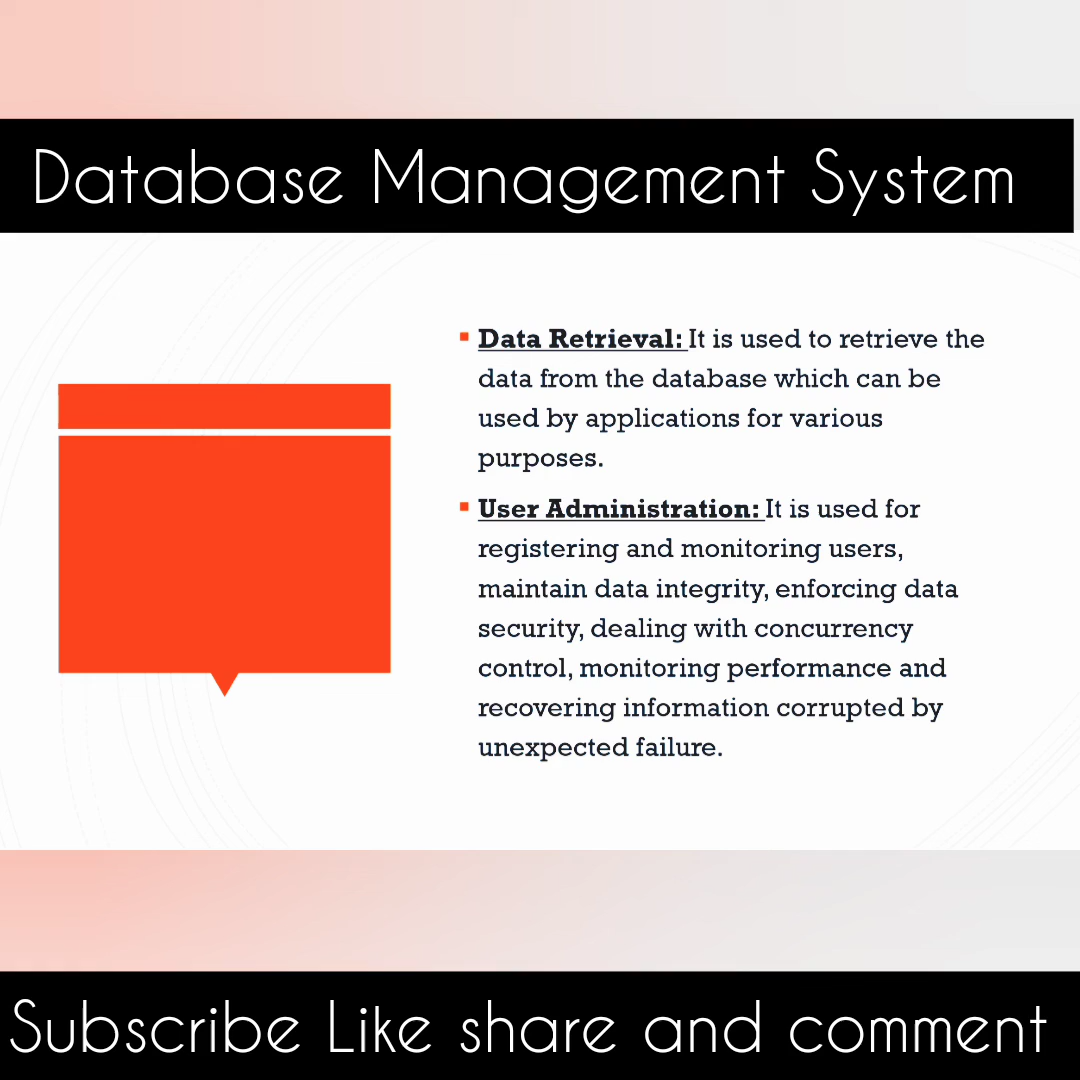 Database Management System
Data Retrieval: It is used to retrieve the
data from the database which can be
used by applications for various
purposes.
User Administration: It is used for
registering and monitoring users,
maintain data integrity, enforcing data
security, dealing with concurrency
control, monitoring performance and
recovering information corrupted by
unexpected failure.
Subscribe Like share and comment